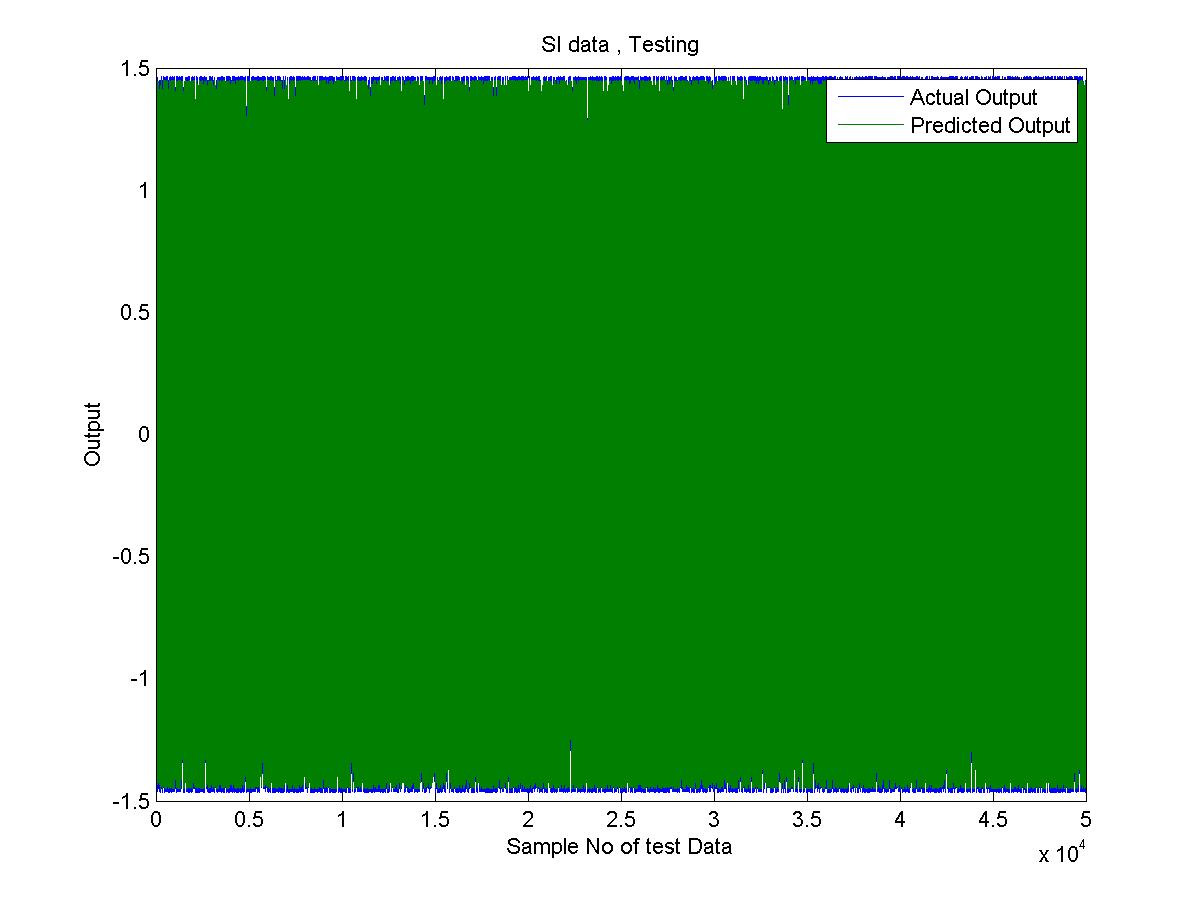 SI data , Testing
1.5
1
0.5
0
-0.5
-1
-1.5
Output
Actual Output
Predicted Output
0 0.5 1 1.5 2 2.5 3 3.5 4 4.5 5
Sample No of test Data
x 10^4